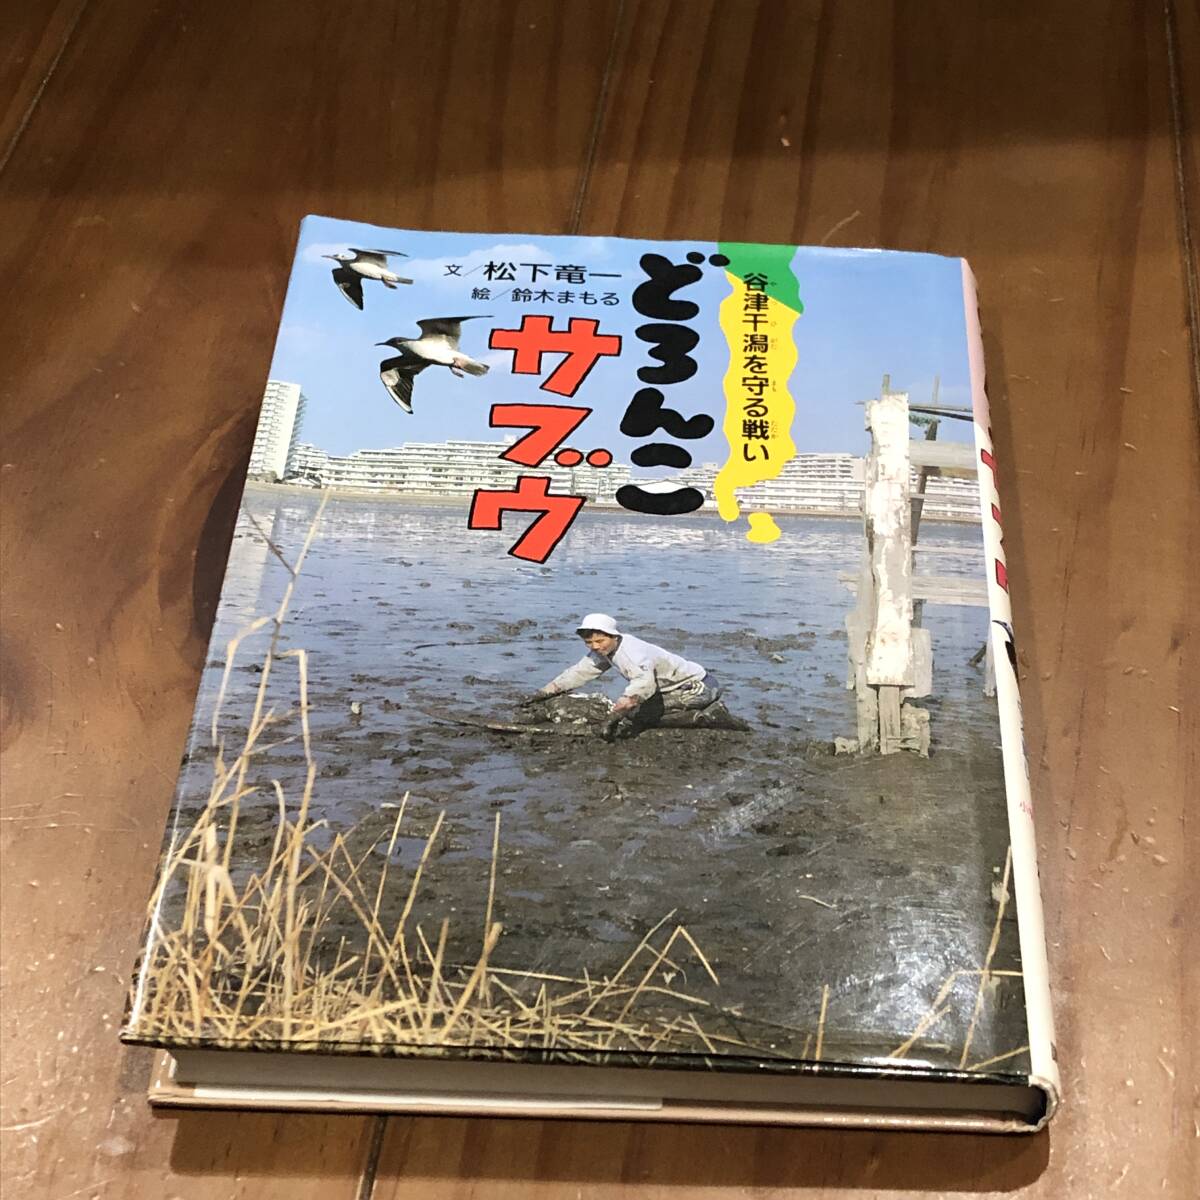 谷津干潟を守る戦い
どろんこ
サブウ
文/松下竜一
絵/鈴木まもる